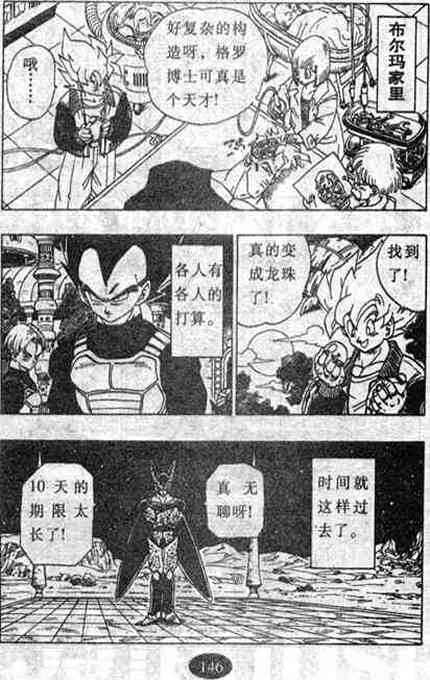 布尔玛家里
好复杂的构
造呀，格罗
博士可真是
个天才！
哦
……
找到
了！
真的变
成龙珠
了！
各人有
各人的
打算。
时间就
这样过
去了。
真无
聊呀！
10天的
期限太
长了！
146